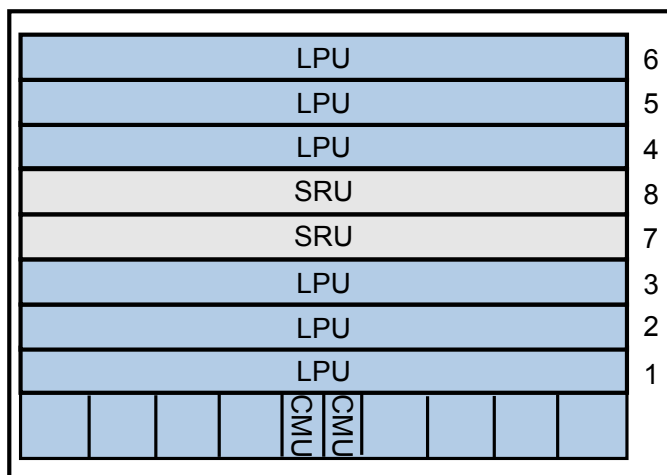 LPU 6
LPU 5
LPU 4
SRU 8
SRU 7
LPU 3
LPU 2
LPU 1
CMU CMU